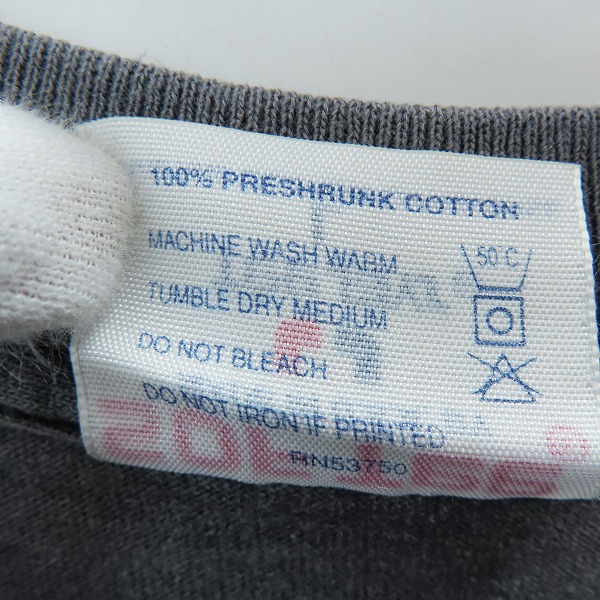 100% PRESHRUNK COTTON
MACHINE WASH WARM
50°C
TUMBLE DRY MEDIUM
DO NOT BLEACH
DO NOT IRON IF PRINTED
RN53750